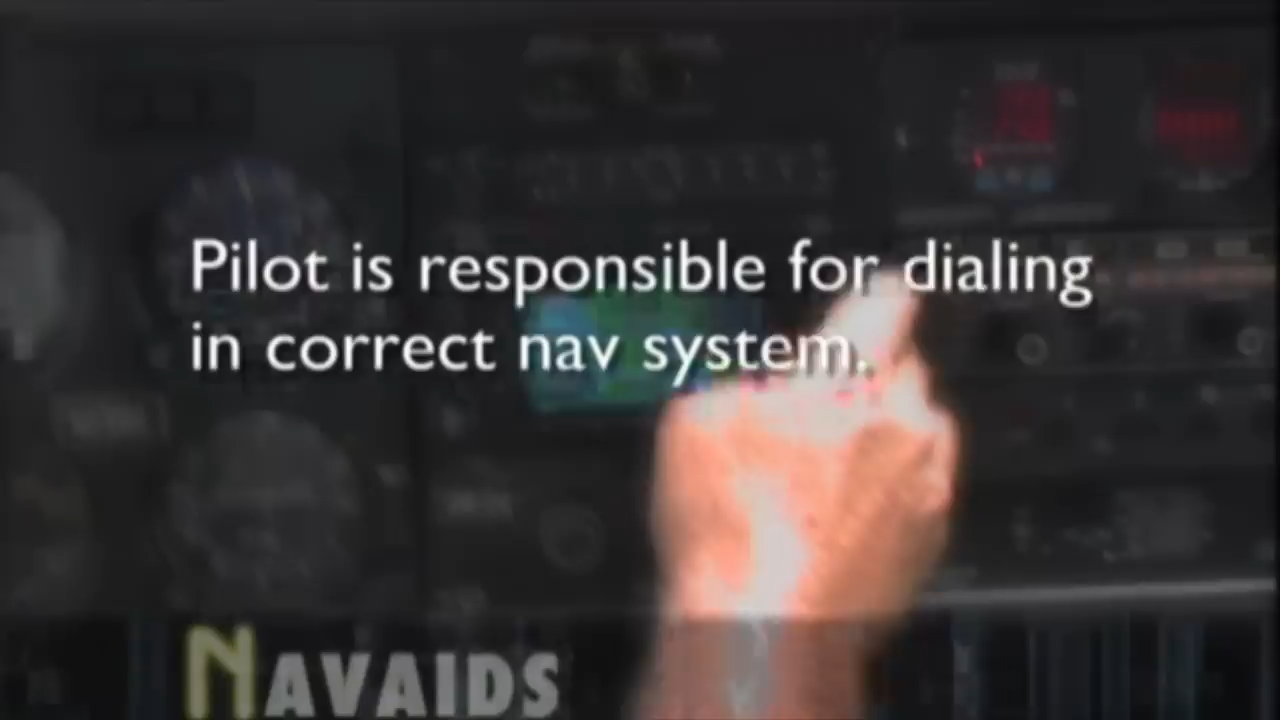 Pilot is responsible for dialing
in correct nav system.
NAVAIDS